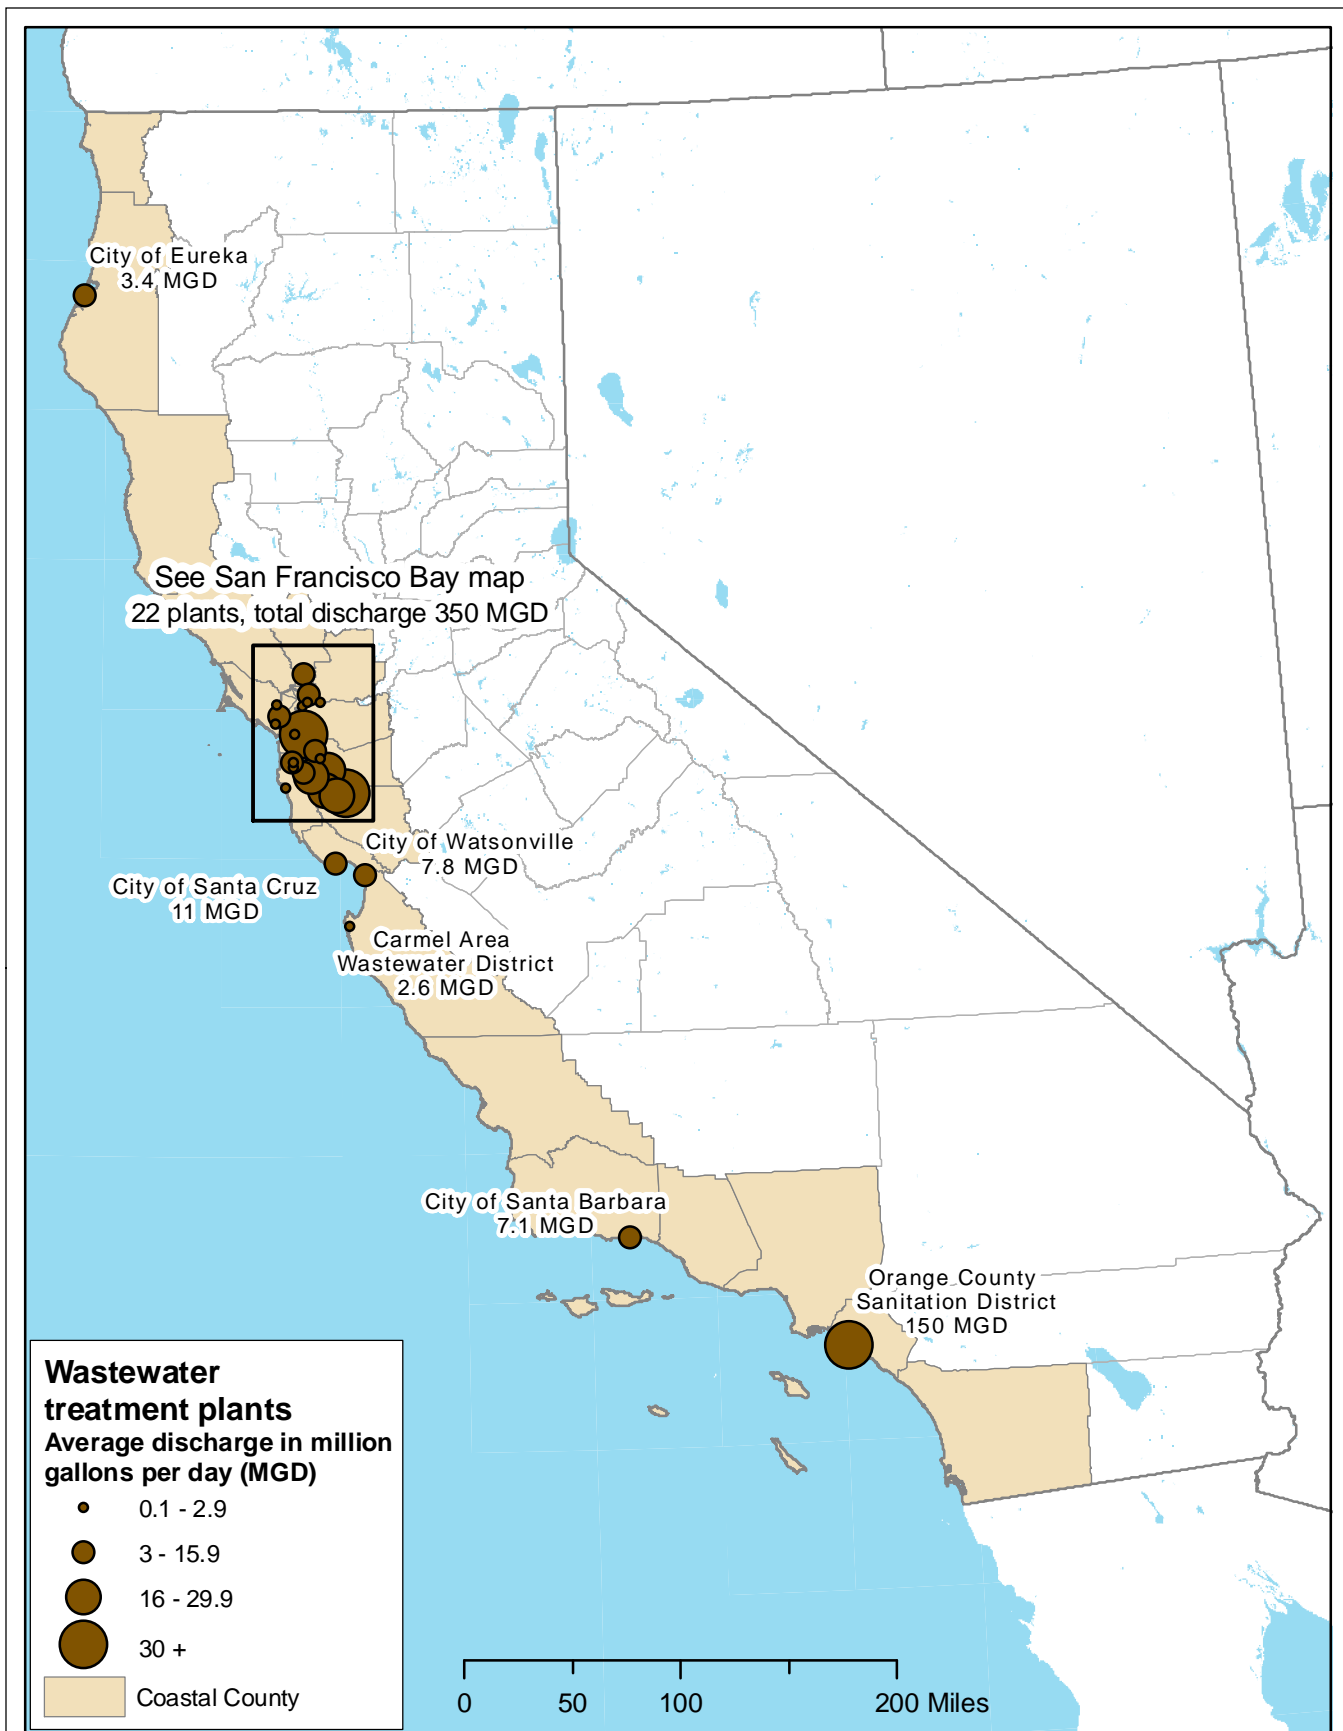 City of Eureka
3.4 MGD
See San Francisco Bay map
22 plants, total discharge 350 MGD
City of Watsonville
7.8 MGD
City of Santa Cruz
11 MGD
Carmel Area
Wastewater District
2.6 MGD
City of Santa Barbara
7.1 MGD
Orange County
Sanitation District
150 MGD
Wastewater
treatment plants
Average discharge in million
gallons per day (MGD)
0.1 - 2.9
3 - 15.9
16 - 29.9
30 +
Coastal County
0 50 100 200 Miles